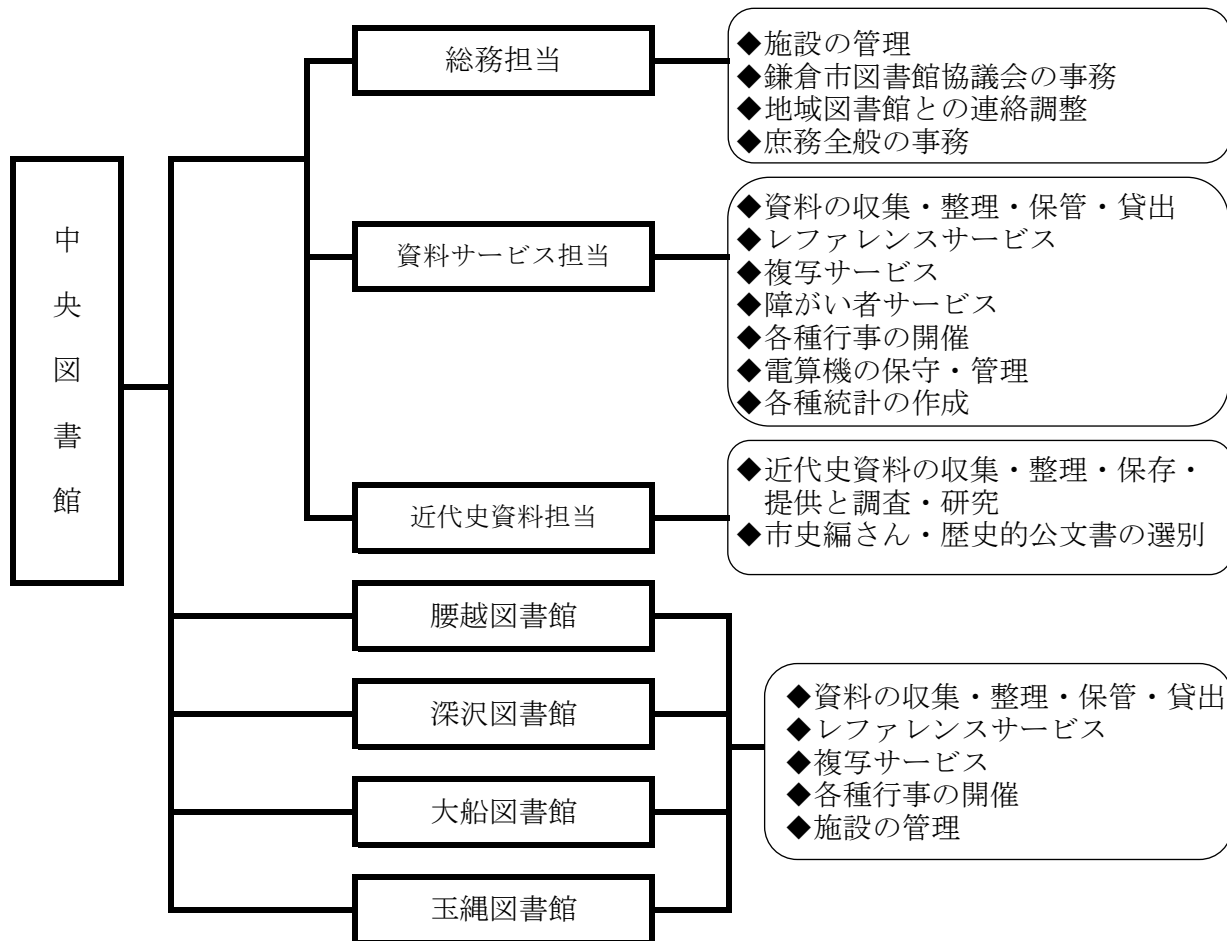 中央図書館
総務担当
◆施設の管理
◆鎌倉市図書館協議会の事務
◆地域図書館との連絡調整
◆庶務全般の事務
資料サービス担当
◆資料の収集・整理・保管・貸出
◆レファレンスサービス
◆複写サービス
◆障がい者サービス
◆各種行事の開催
◆電算機の保守・管理
◆各種統計の作成
近代史資料担当
◆近代史資料の収集・整理・保存・
提供と調査・研究
◆市史編さん・歴史的公文書の選別
腰越図書館
深沢図書館
大船図書館
玉縄図書館
◆資料の収集・整理・保管・貸出
◆レファレンスサービス
◆複写サービス
◆各種行事の開催
◆施設の管理